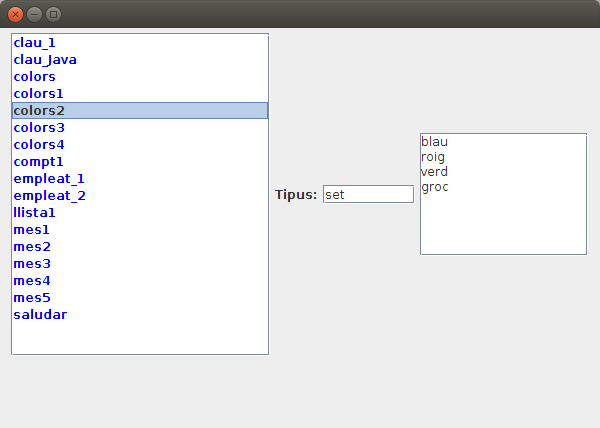 clau_1
clau_Java
colors
colors1
colors2
colors3
colors4
compt1
empleat_1
empleat_2
llista1
mes1
mes2
mes3
mes4
mes5
saludar
Tipus: set
blau
roig
verd
groc